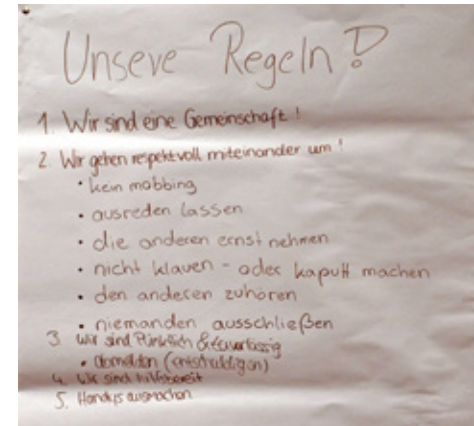 Unsere Regeln!
1. Wir sind eine Gemeinschaft!
2. Wir gehen respektvoll miteinander um!
• kein mobbing
• ausreden lassen
• die anderen ernst nehmen
• nicht klauen - oder kaputt machen
• den anderen zuhören
• niemanden ausschließen
3. Wir sind Pünktlich & Zuverlässig
• abmelden (entschuldigen)
4. Wir sind hilfsbereit
5. Handys ausmachen